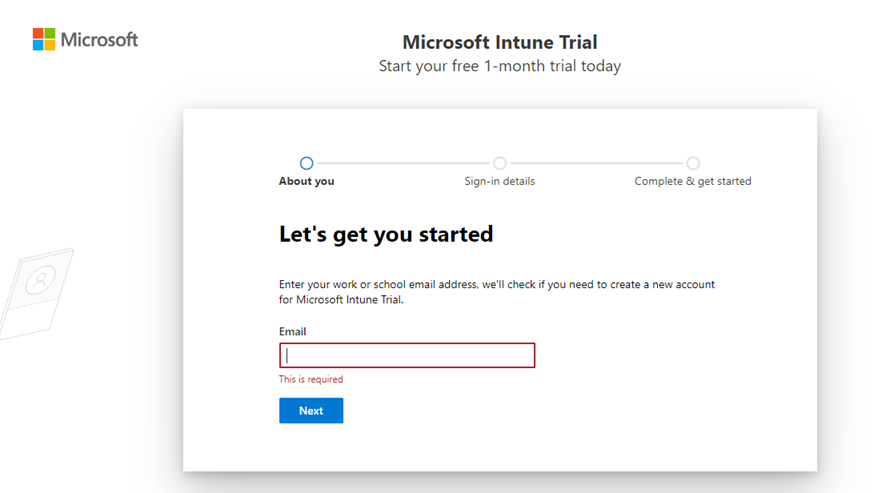 Microsoft
Microsoft Intune Trial
Start your free 1-month trial today
About you
Sign-in details
Complete & get started
Let's get you started
Enter your work or school email address, we'll check if you need to create a new account
for Microsoft Intune Trial.
Email
This is required
Next